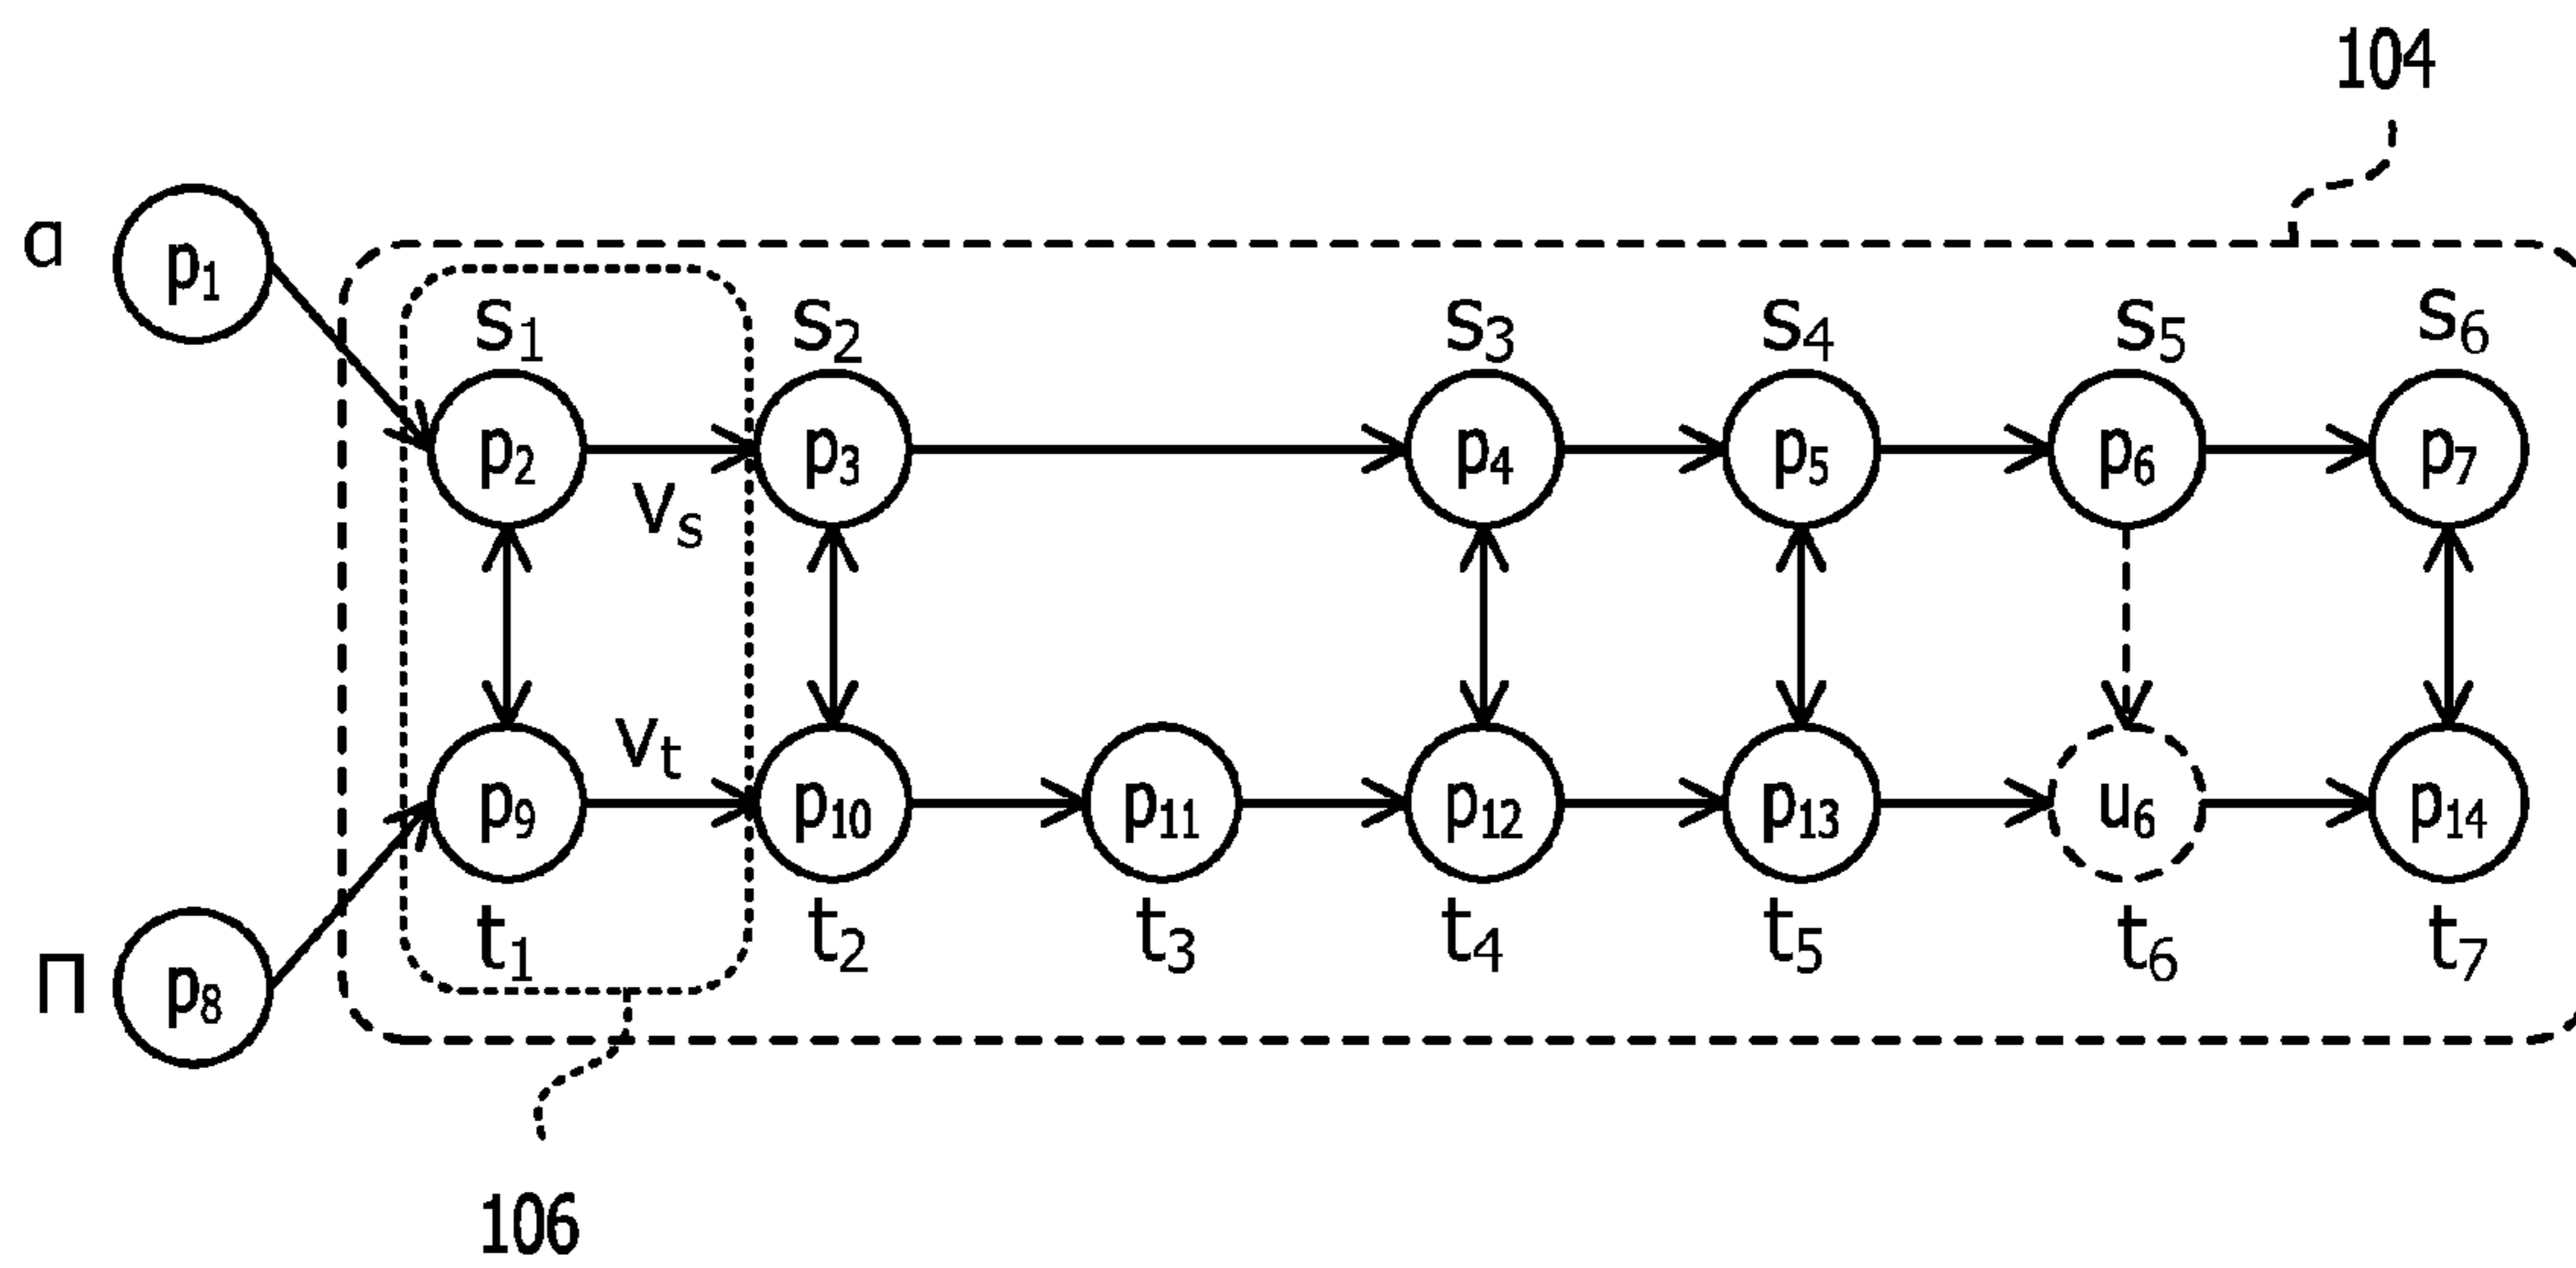 104
a p₁
s₁ s₂ s₃ s₄ s₅ s₆
p₂ p₃ p₄ p₅ p₆ p₇
vₛ
vₜ
p₉ p₁₀ p₁₁ p₁₂ p₁₃ u₆ p₁₄
t₁ t₂ t₃ t₄ t₅ t₆ t₇
п p₈
106